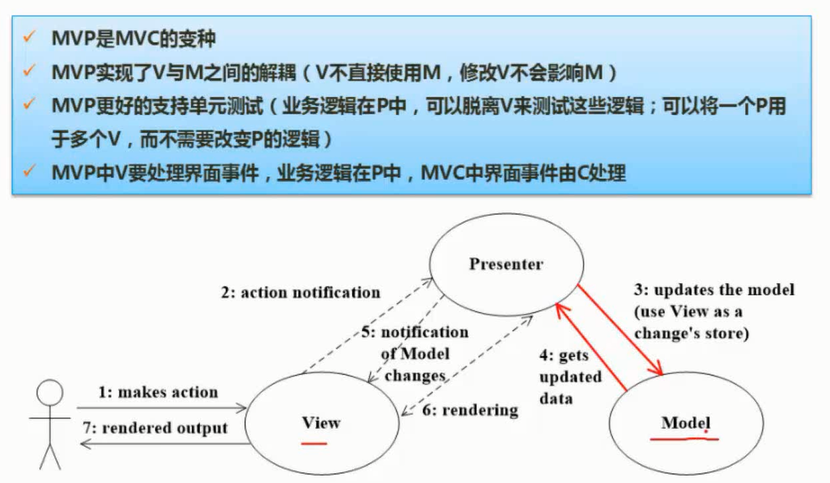 MVP是MVC的变种
MVP实现了V与M之间的解耦（V不直接使用M，修改V不会影响M）
MVP更好的支持单元测试（业务逻辑在P中，可以脱离V来测试这些逻辑；可以将一个P用
于多个V，而不需要改变P的逻辑）
MVP中V要处理界面事件，业务逻辑在P中，MVC中界面事件由C处理
Presenter
2: action notification
3: updates the model
(use View as a
change's store)
5: notification
of Model
changes
4: gets
updated
data
1: makes action
6: rendering
View
Model
7: rendered output